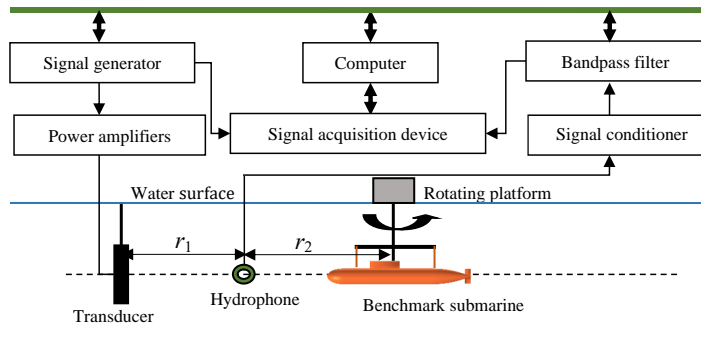 Signal generator
Computer
Bandpass filter
Power amplifiers
Signal acquisition device
Signal conditioner
Water surface
Rotating platform
r1
r2
Hydrophone
Benchmark submarine
Transducer